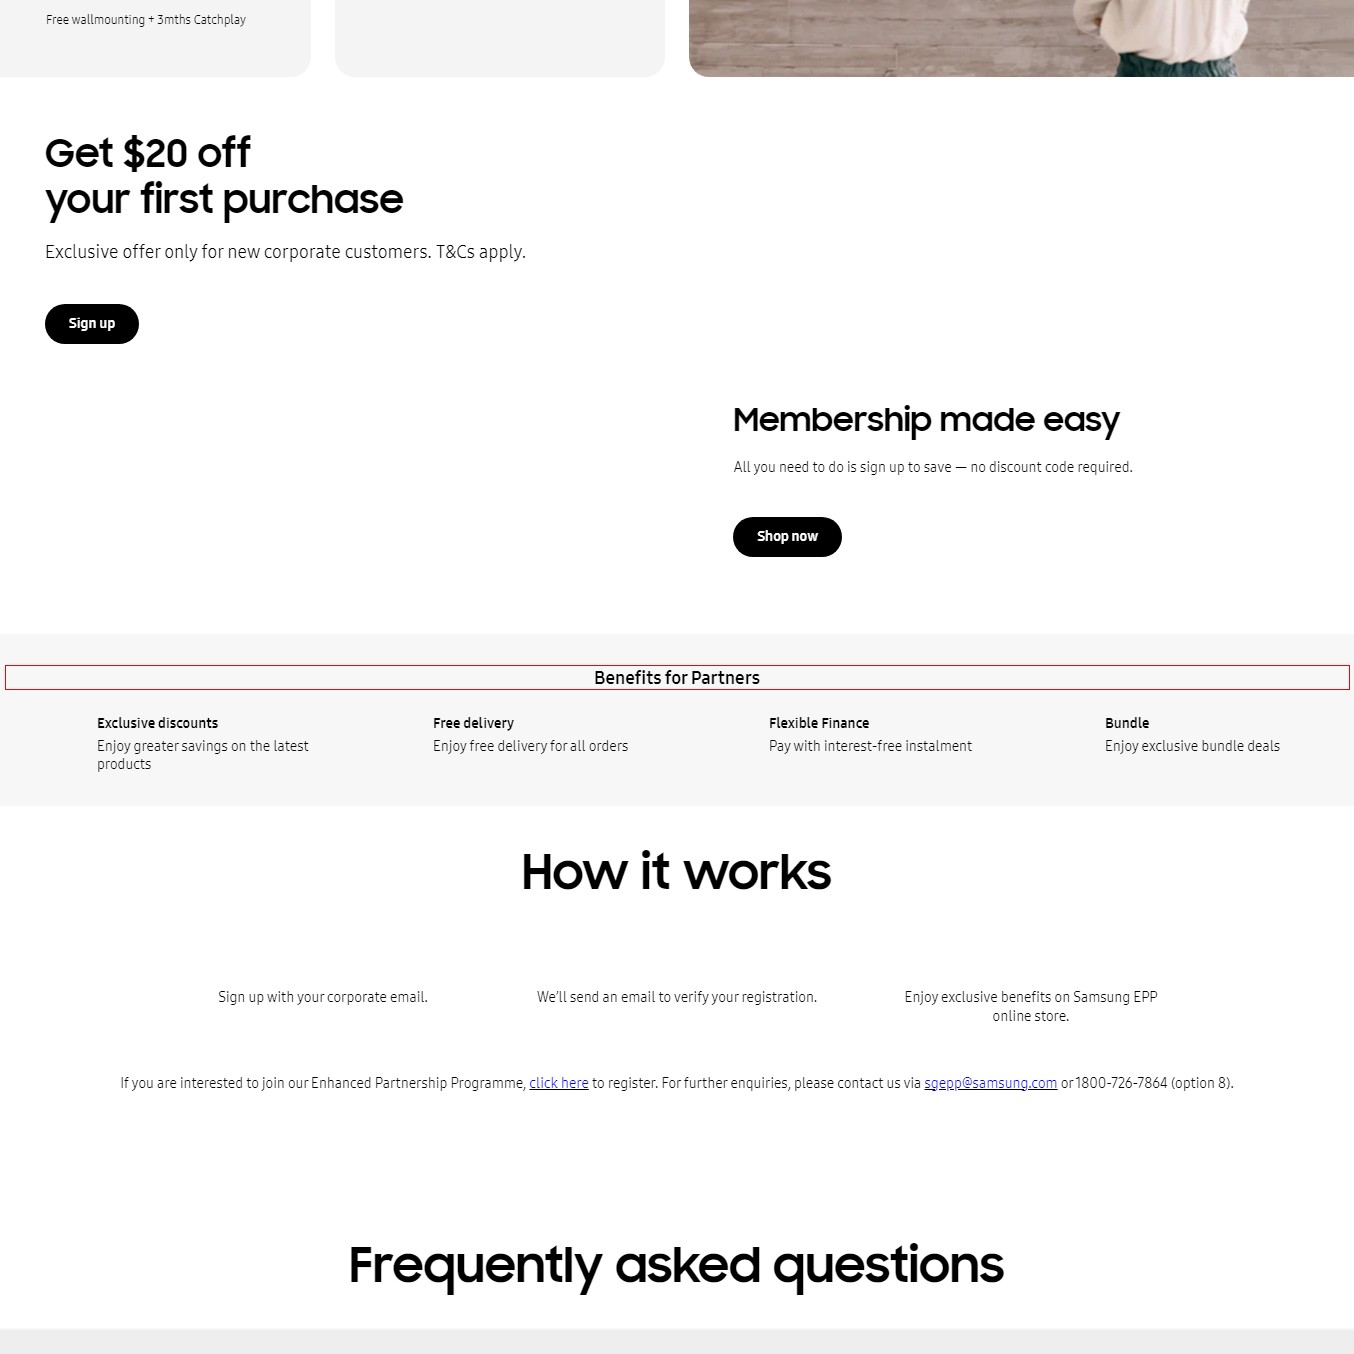 Free wallmounting + 3mths Catchplay
Get $20 off
your first purchase
Exclusive offer only for new corporate customers. T&Cs apply.
Sign up
Membership made easy
All you need to do is sign up to save — no discount code required.
Shop now
Benefits for Partners
Exclusive discounts
Enjoy greater savings on the latest
products
Free delivery
Enjoy free delivery for all orders
Flexible Finance
Pay with interest-free instalment
Bundle
Enjoy exclusive bundle deals
How it works
Sign up with your corporate email.
We’ll send an email to verify your registration.
Enjoy exclusive benefits on Samsung EPP
online store.
If you are interested to join our Enhanced Partnership Programme, click here to register. For further enquiries, please contact us via sgepp@samsung.com or 1800-726-7864 (option 8).
Frequently asked questions